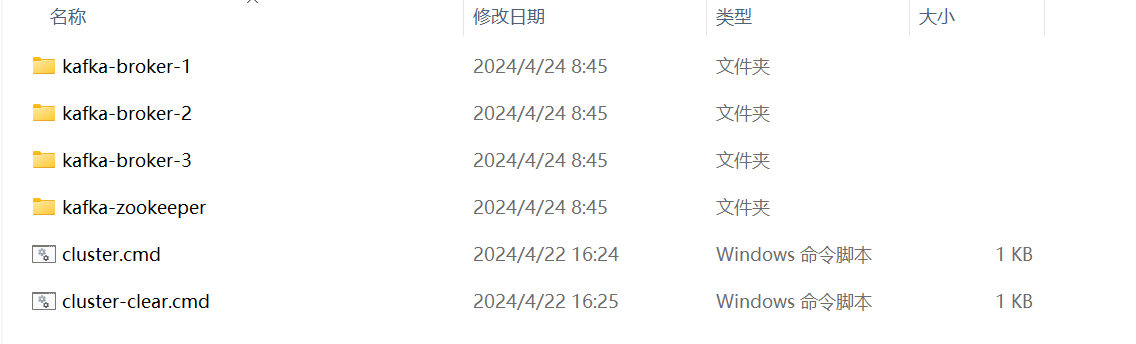 名称 修改日期 类型 大小
kafka-broker-1 2024/4/24 8:45 文件夹
kafka-broker-2 2024/4/24 8:45 文件夹
kafka-broker-3 2024/4/24 8:45 文件夹
kafka-zookeeper 2024/4/24 8:45 文件夹
cluster.cmd 2024/4/22 16:24 Windows 命令脚本 1 KB
cluster-clear.cmd 2024/4/22 16:25 Windows 命令脚本 1 KB